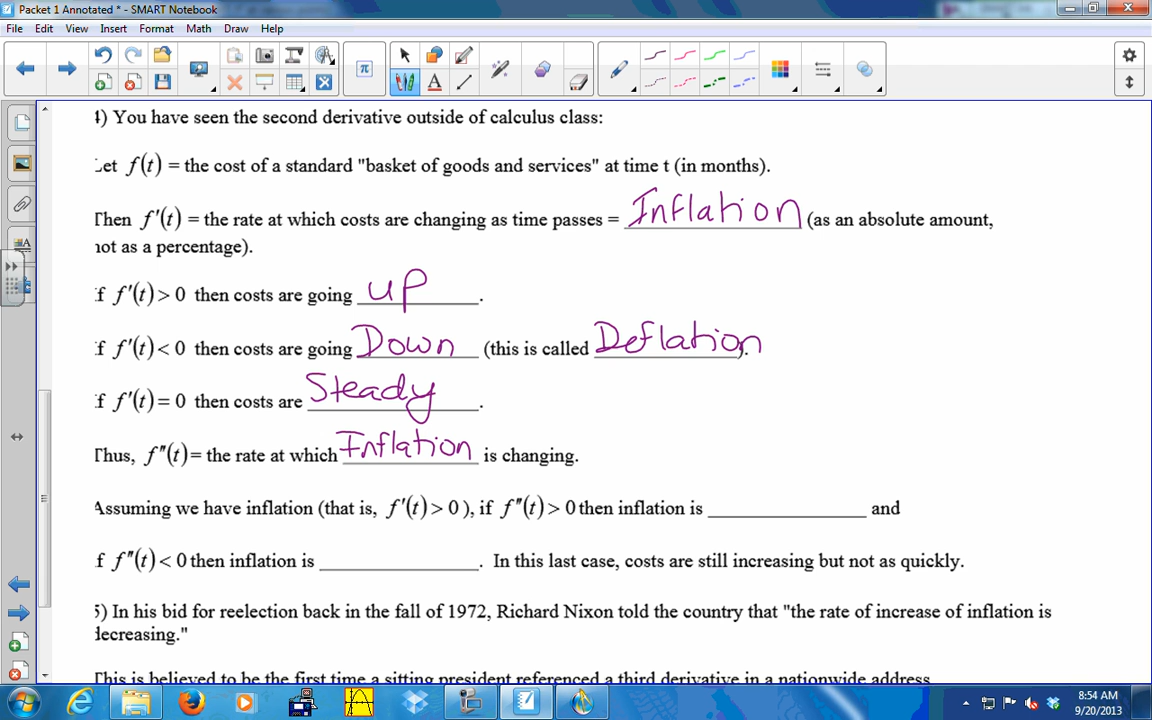 Packet 1 Annotated * - SMART Notebook
File Edit View Insert Format Math Draw Help
4) You have seen the second derivative outside of calculus class:
Let f(t) = the cost of a standard "basket of goods and services" at time t (in months).
Then f'(t) = the rate at which costs are changing as time passes = Inflation (as an absolute amount,
not as a percentage).
If f'(t) > 0 then costs are going up.
If f'(t) < 0 then costs are going Down (this is called Deflation).
If f'(t) = 0 then costs are Steady.
Thus, f"(t) = the rate at which Inflation is changing.
Assuming we have inflation (that is, f'(t) > 0 ), if f"(t) > 0 then inflation is _______________ and
If f"(t) < 0 then inflation is _______________. In this last case, costs are still increasing but not as quickly.
5) In his bid for reelection back in the fall of 1972, Richard Nixon told the country that "the rate of increase of inflation is
decreasing."
This is believed to be the first time a sitting president referenced a third derivative in a nationwide address
8:54 AM
9/20/2013